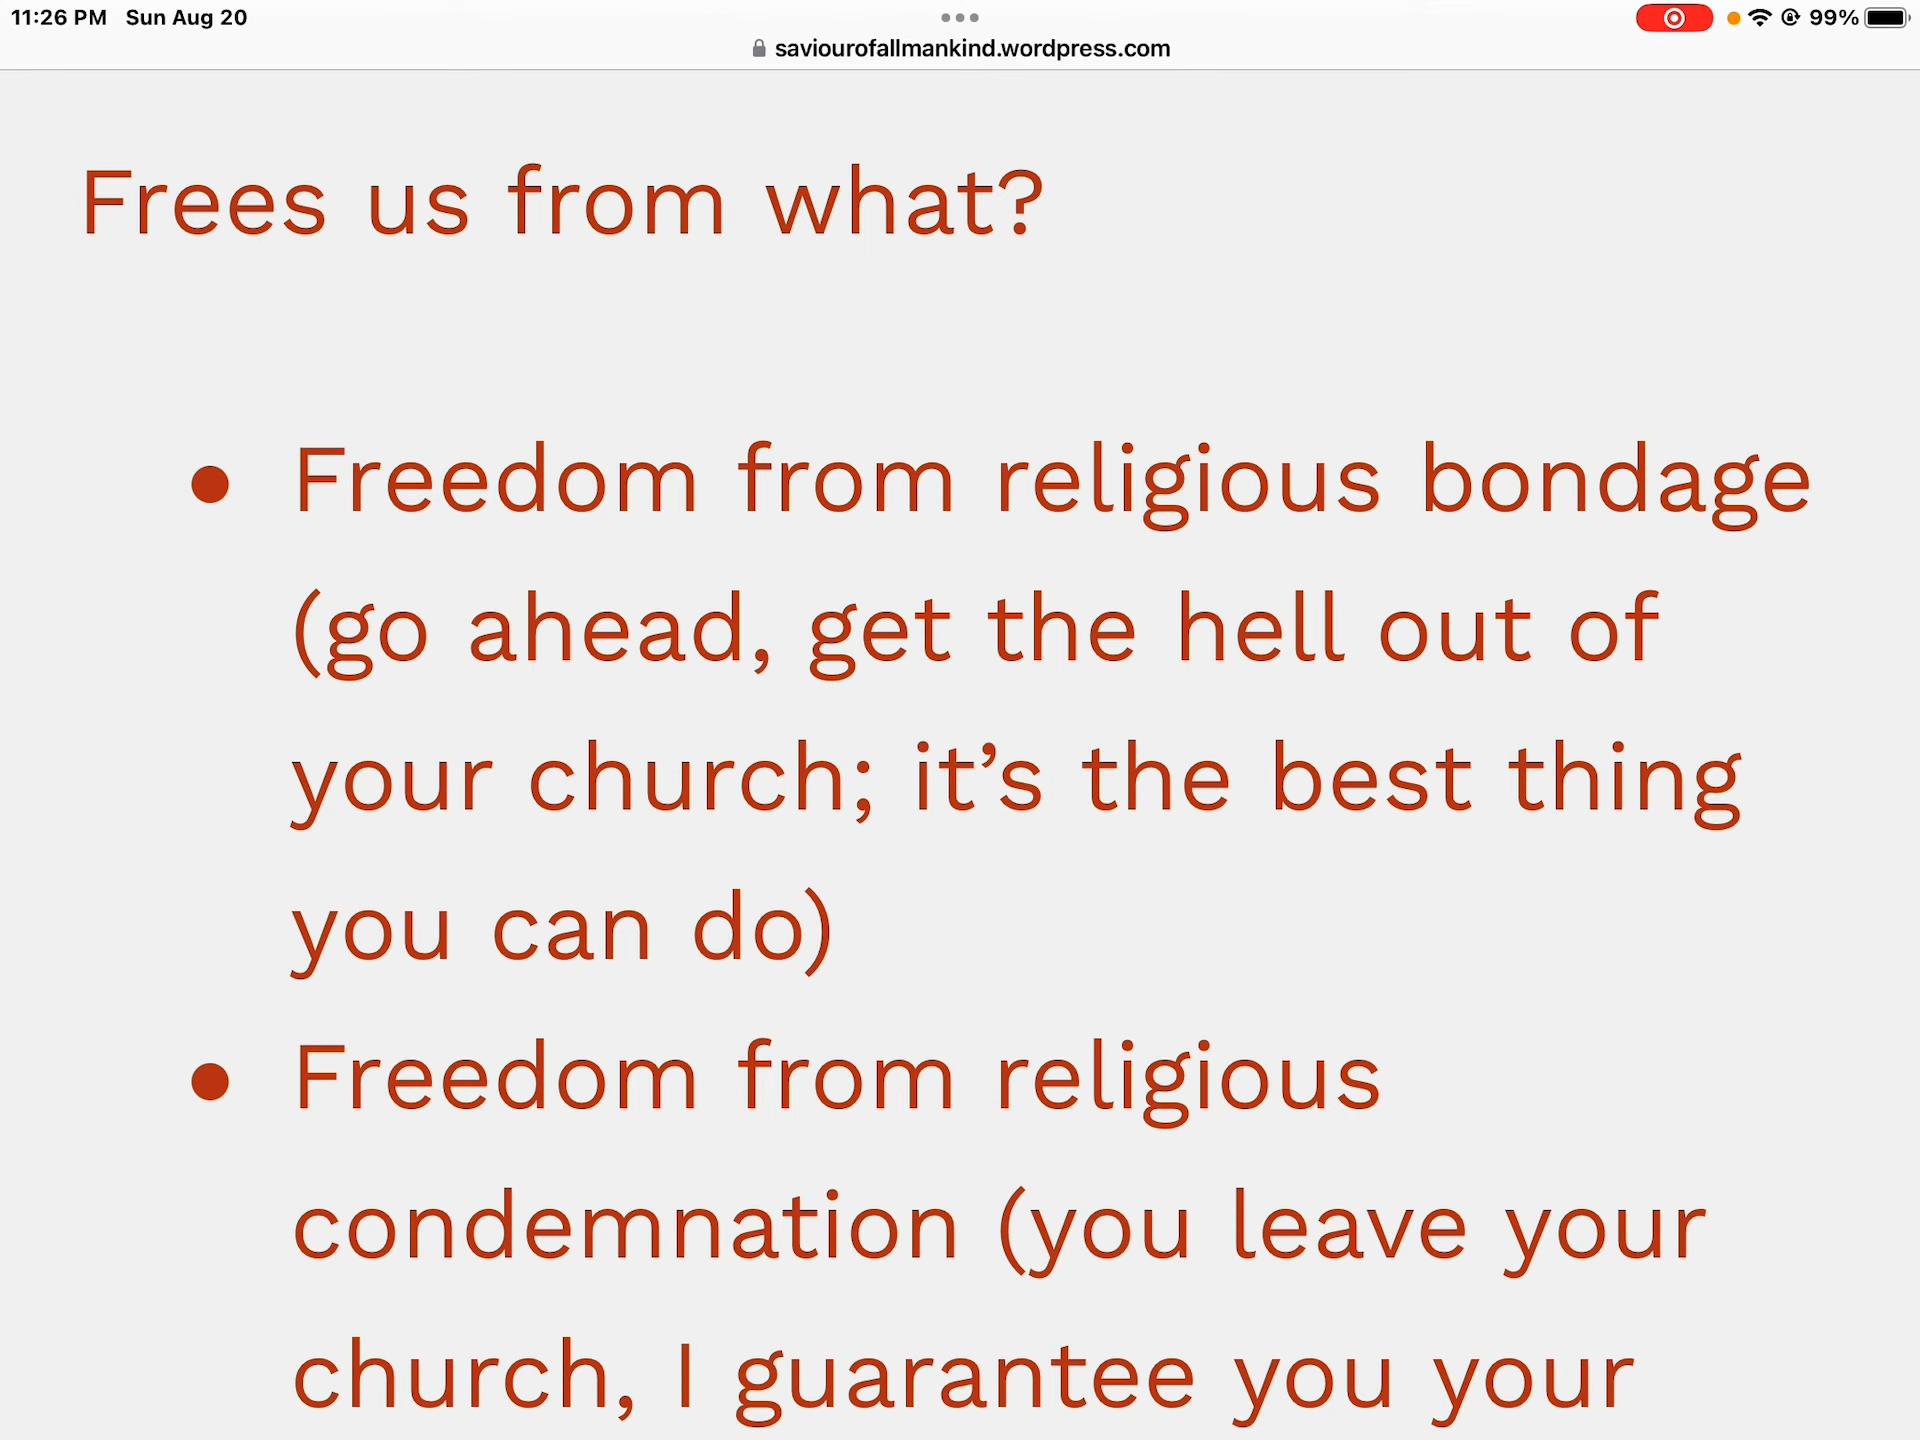 11:26 PM Sun Aug 20
99%
saviourofallmankind.wordpress.com
Frees us from what?
• Freedom from religious bondage
(go ahead, get the hell out of
your church; it’s the best thing
you can do)
• Freedom from religious
condemnation (you leave your
church, I guarantee you your